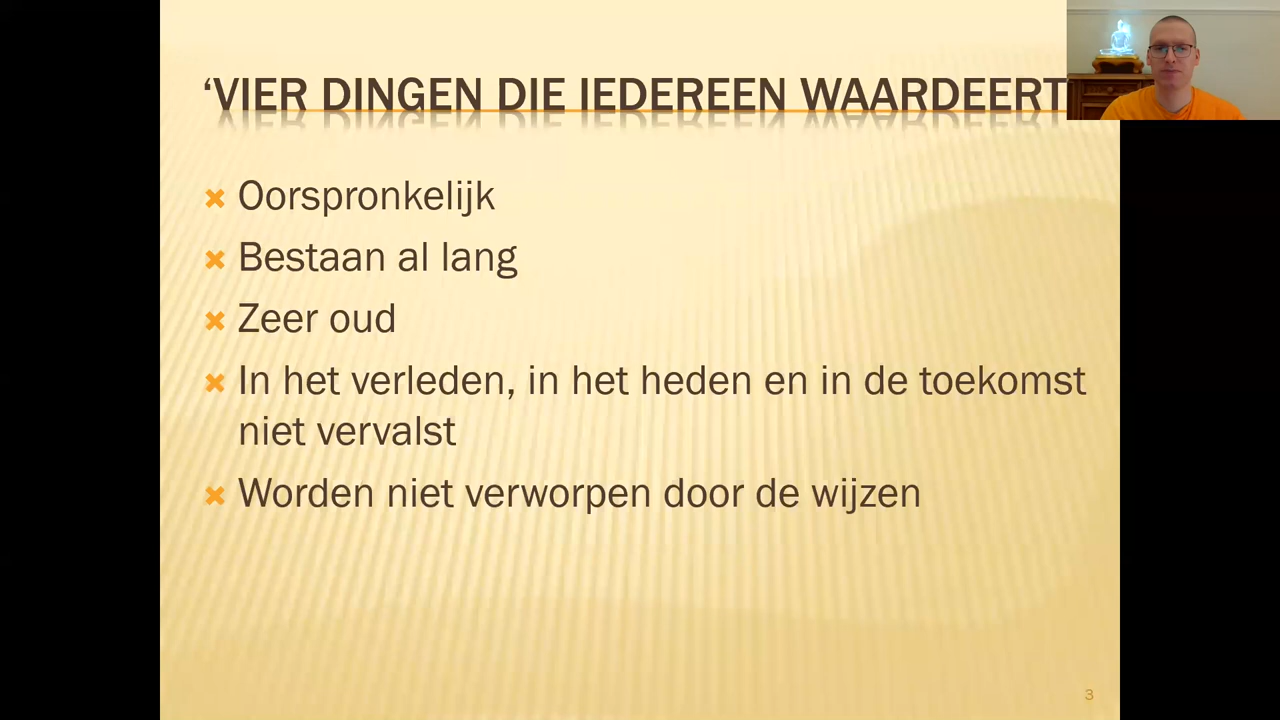 ‘VIER DINGEN DIE IEDEREEN WAARDEERT
Oorspronkelijk
Bestaan al lang
Zeer oud
In het verleden, in het heden en in de toekomst
niet vervalst
Worden niet verworpen door de wijzen
3